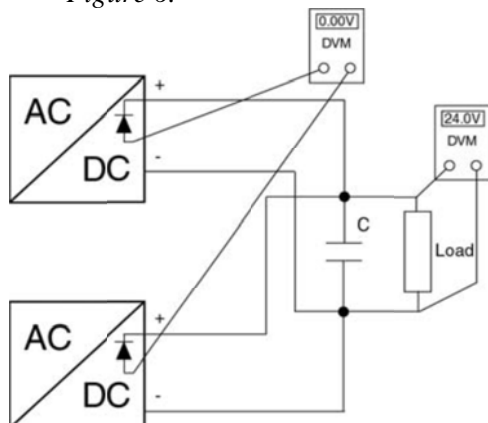 Figure 8.
0.00V
DVM
AC
DC
+
-
24.0V
DVM
C
Load
AC
DC
+
-